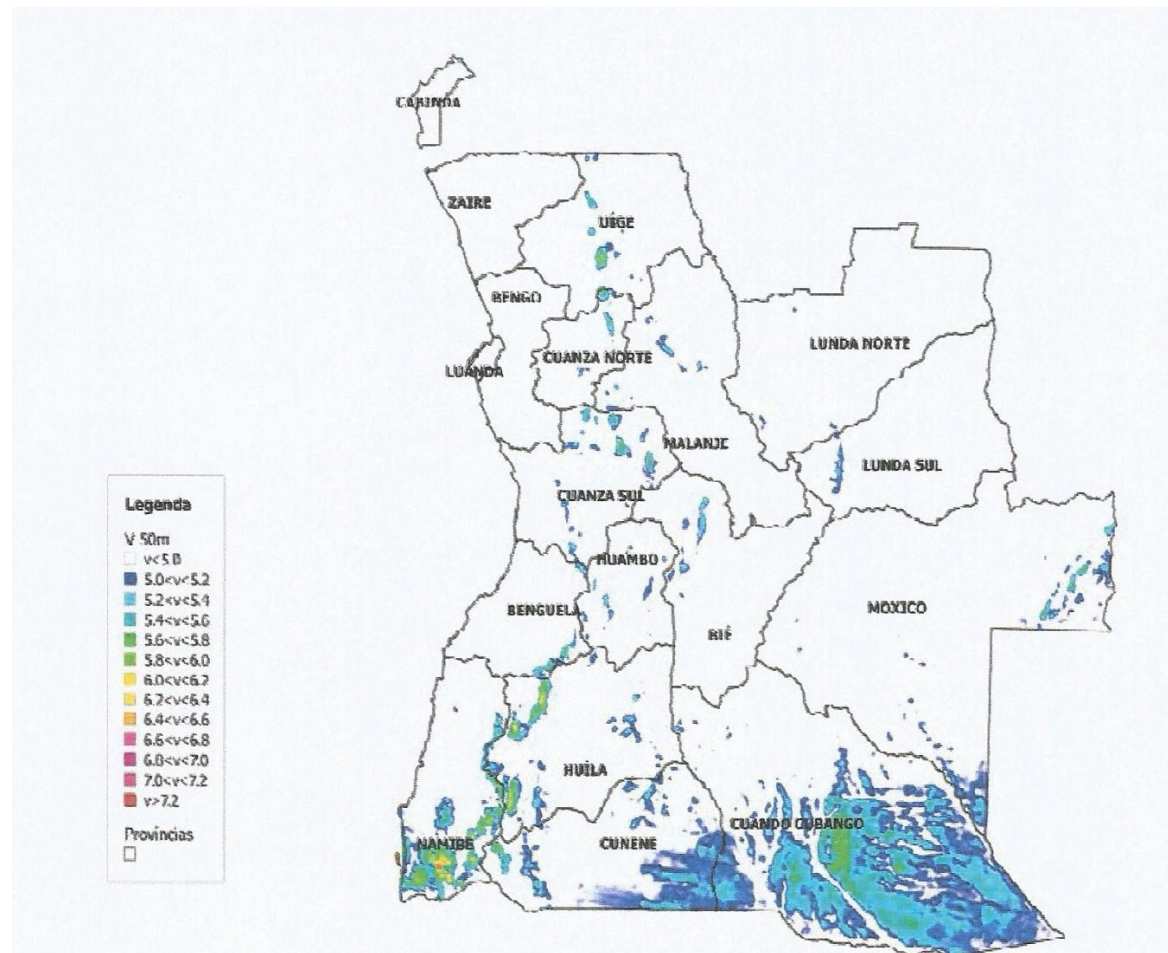 CABINDA
ZAIRE
UÍGE
BENGO
LUNDA NORTE
CUANZA NORTE
LUANDA
MALANJE
LUNDA SUL
CUANZA SUL
HUAMBO
BENGUELA
MOXICO
BIÉ
HUÍLA
CUANDO CUBANGO
NAMIBE
CUNENE
Legenda
V 50m
v<5.0
5.0<v<5.2
5.2<v<5.4
5.4<v<5.6
5.6<v<5.8
5.8<v<6.0
6.0<v<6.2
6.2<v<6.4
6.4<v<6.6
6.6<v<6.8
6.8<v<7.0
7.0<v<7.2
v>7.2
Províncias